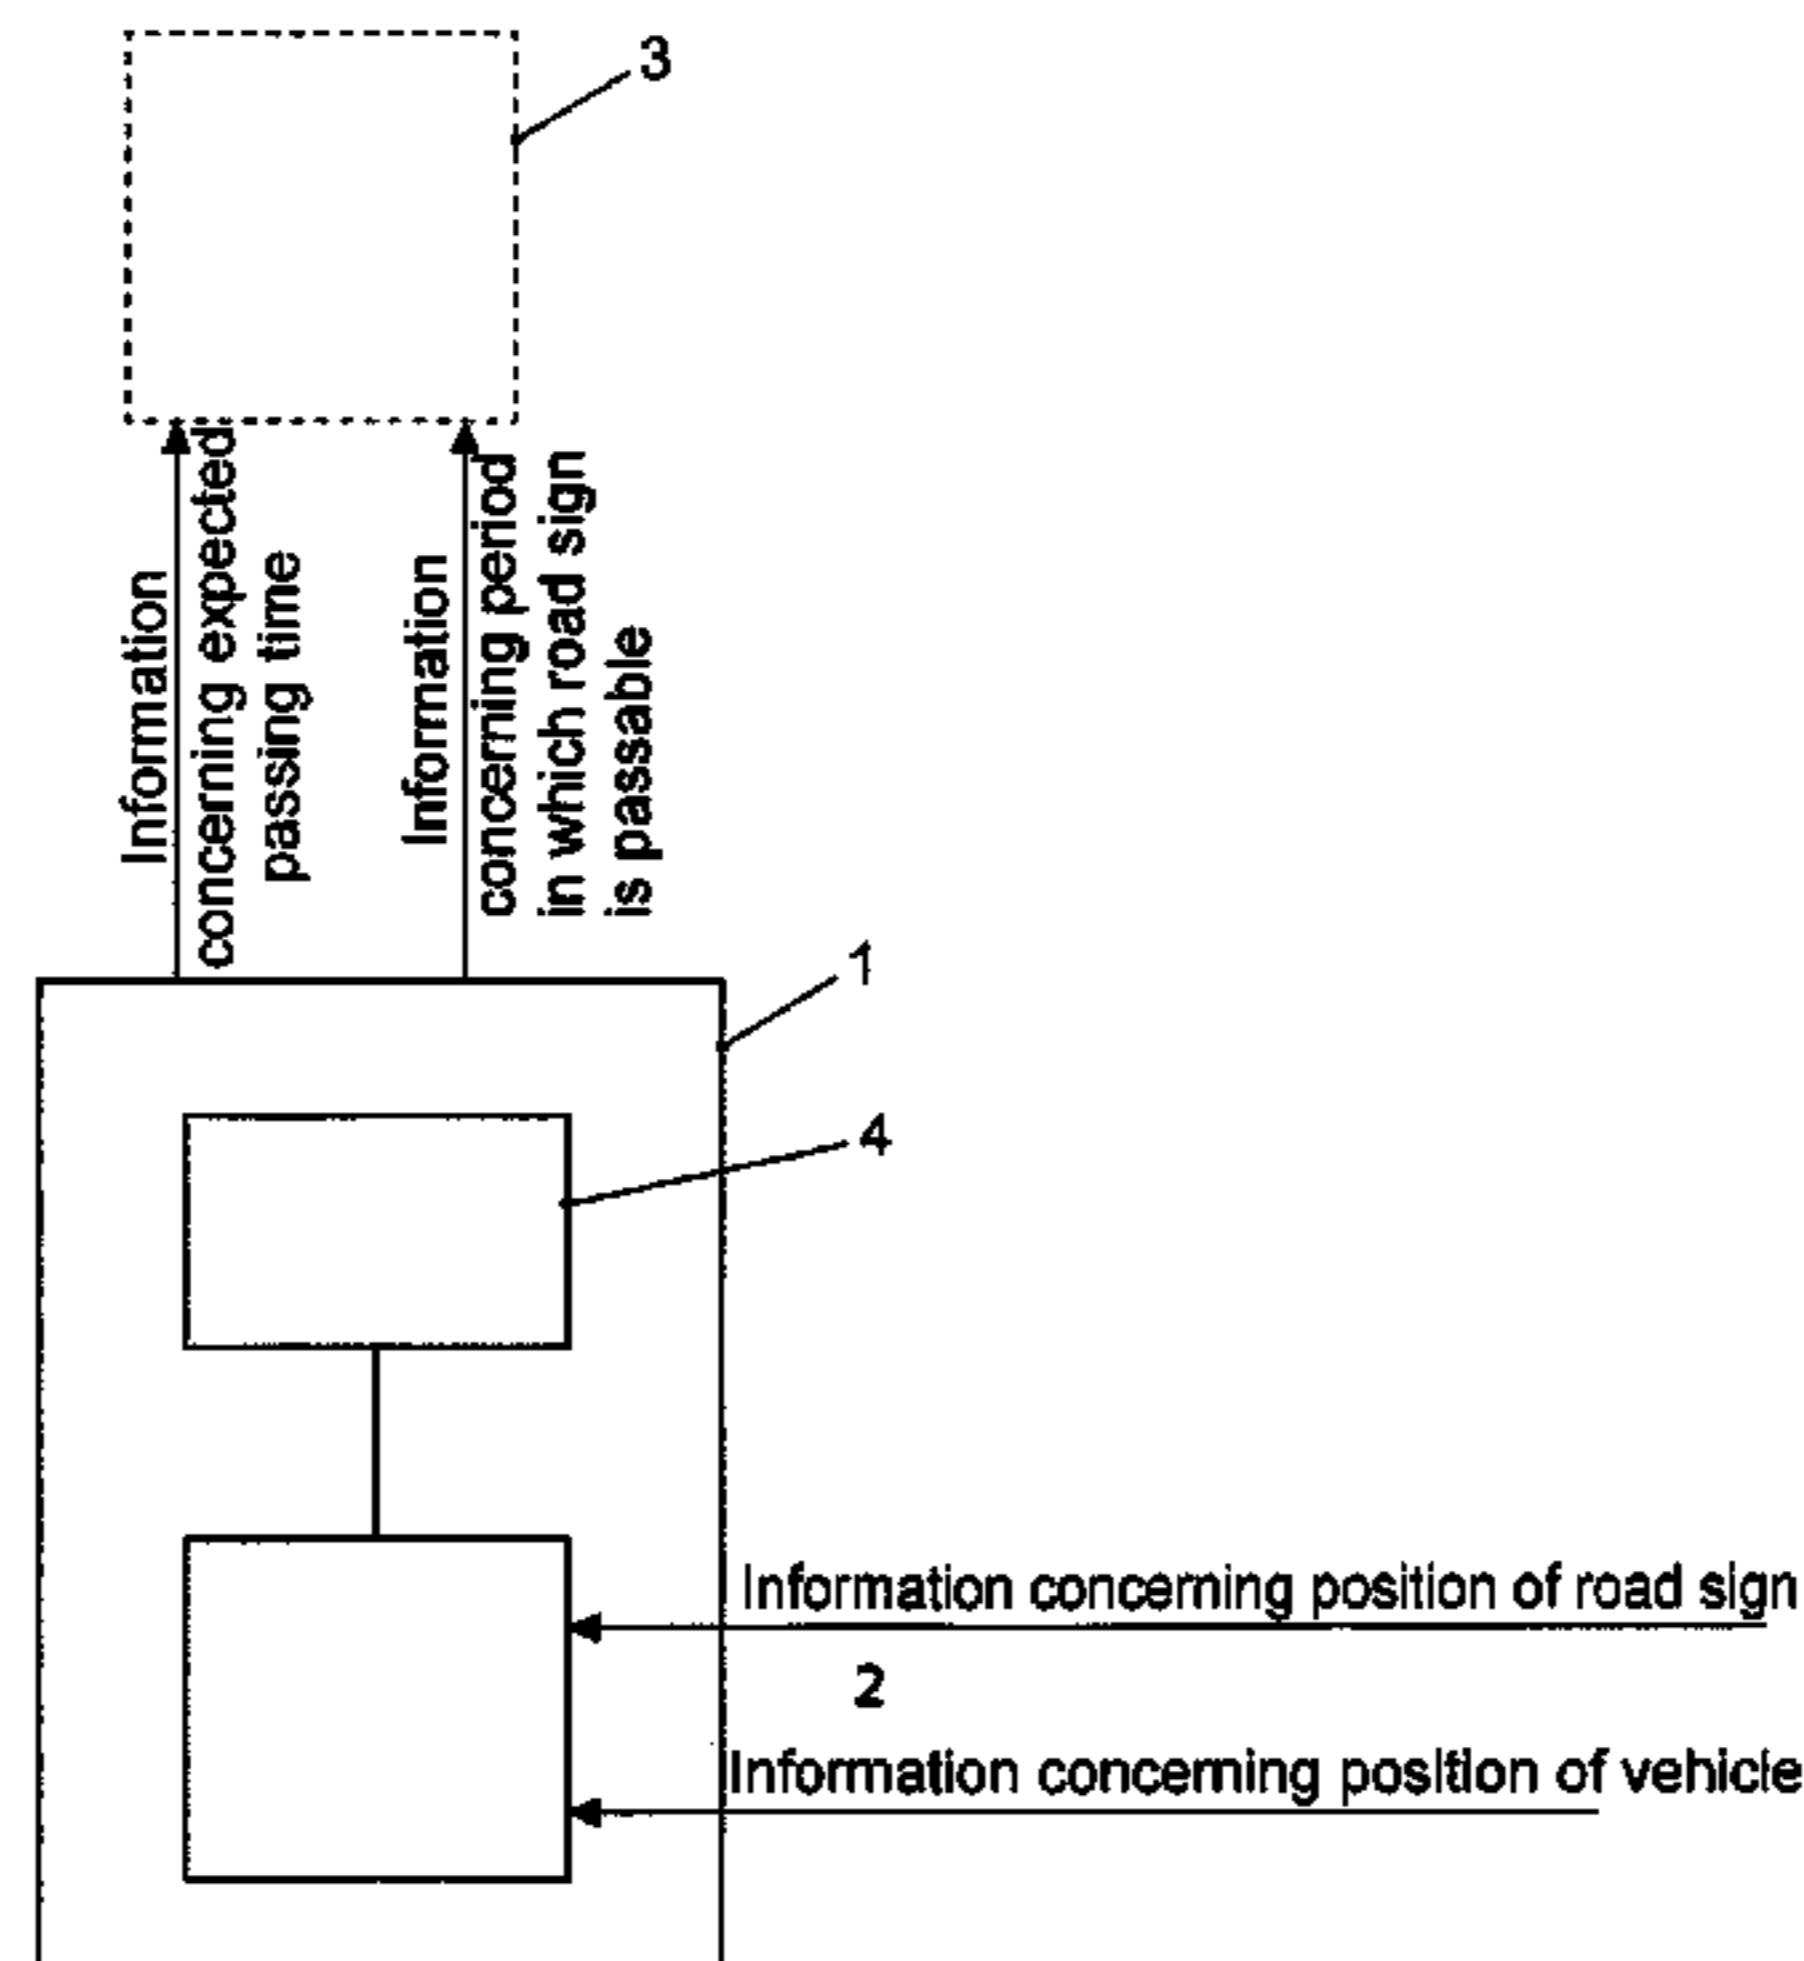 3
Information
concerning expected
passing time
Information
concerning period
in which road sign
is passable
1
4
Information concerning position of road sign
2
Information concerning position of vehicle